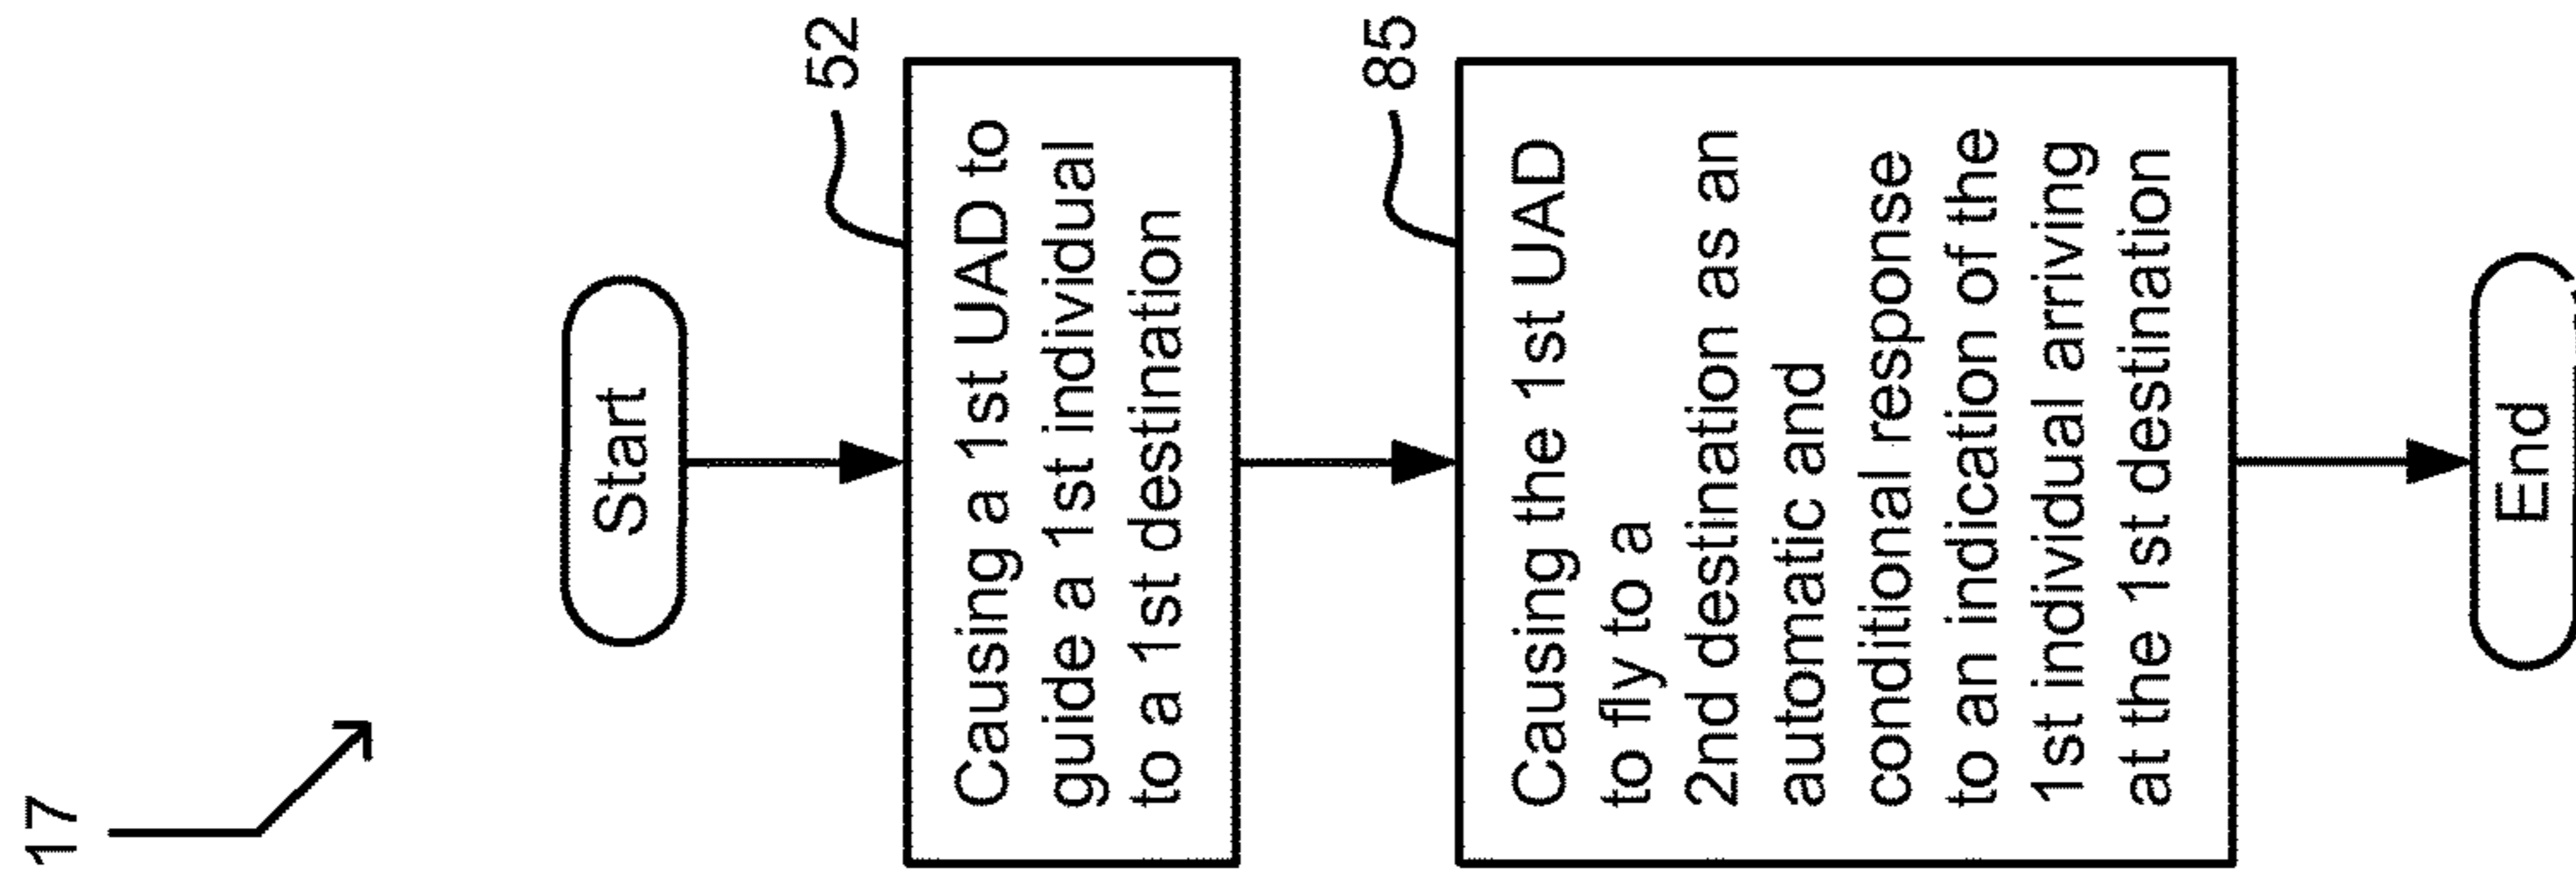 17
Start
52
Causing a 1st UAD to
guide a 1st individual
to a 1st destination
85
Causing the 1st UAD
to fly to a
2nd destination as an
automatic and
conditional response
to an indication of the
1st individual arriving
at the 1st destination
End